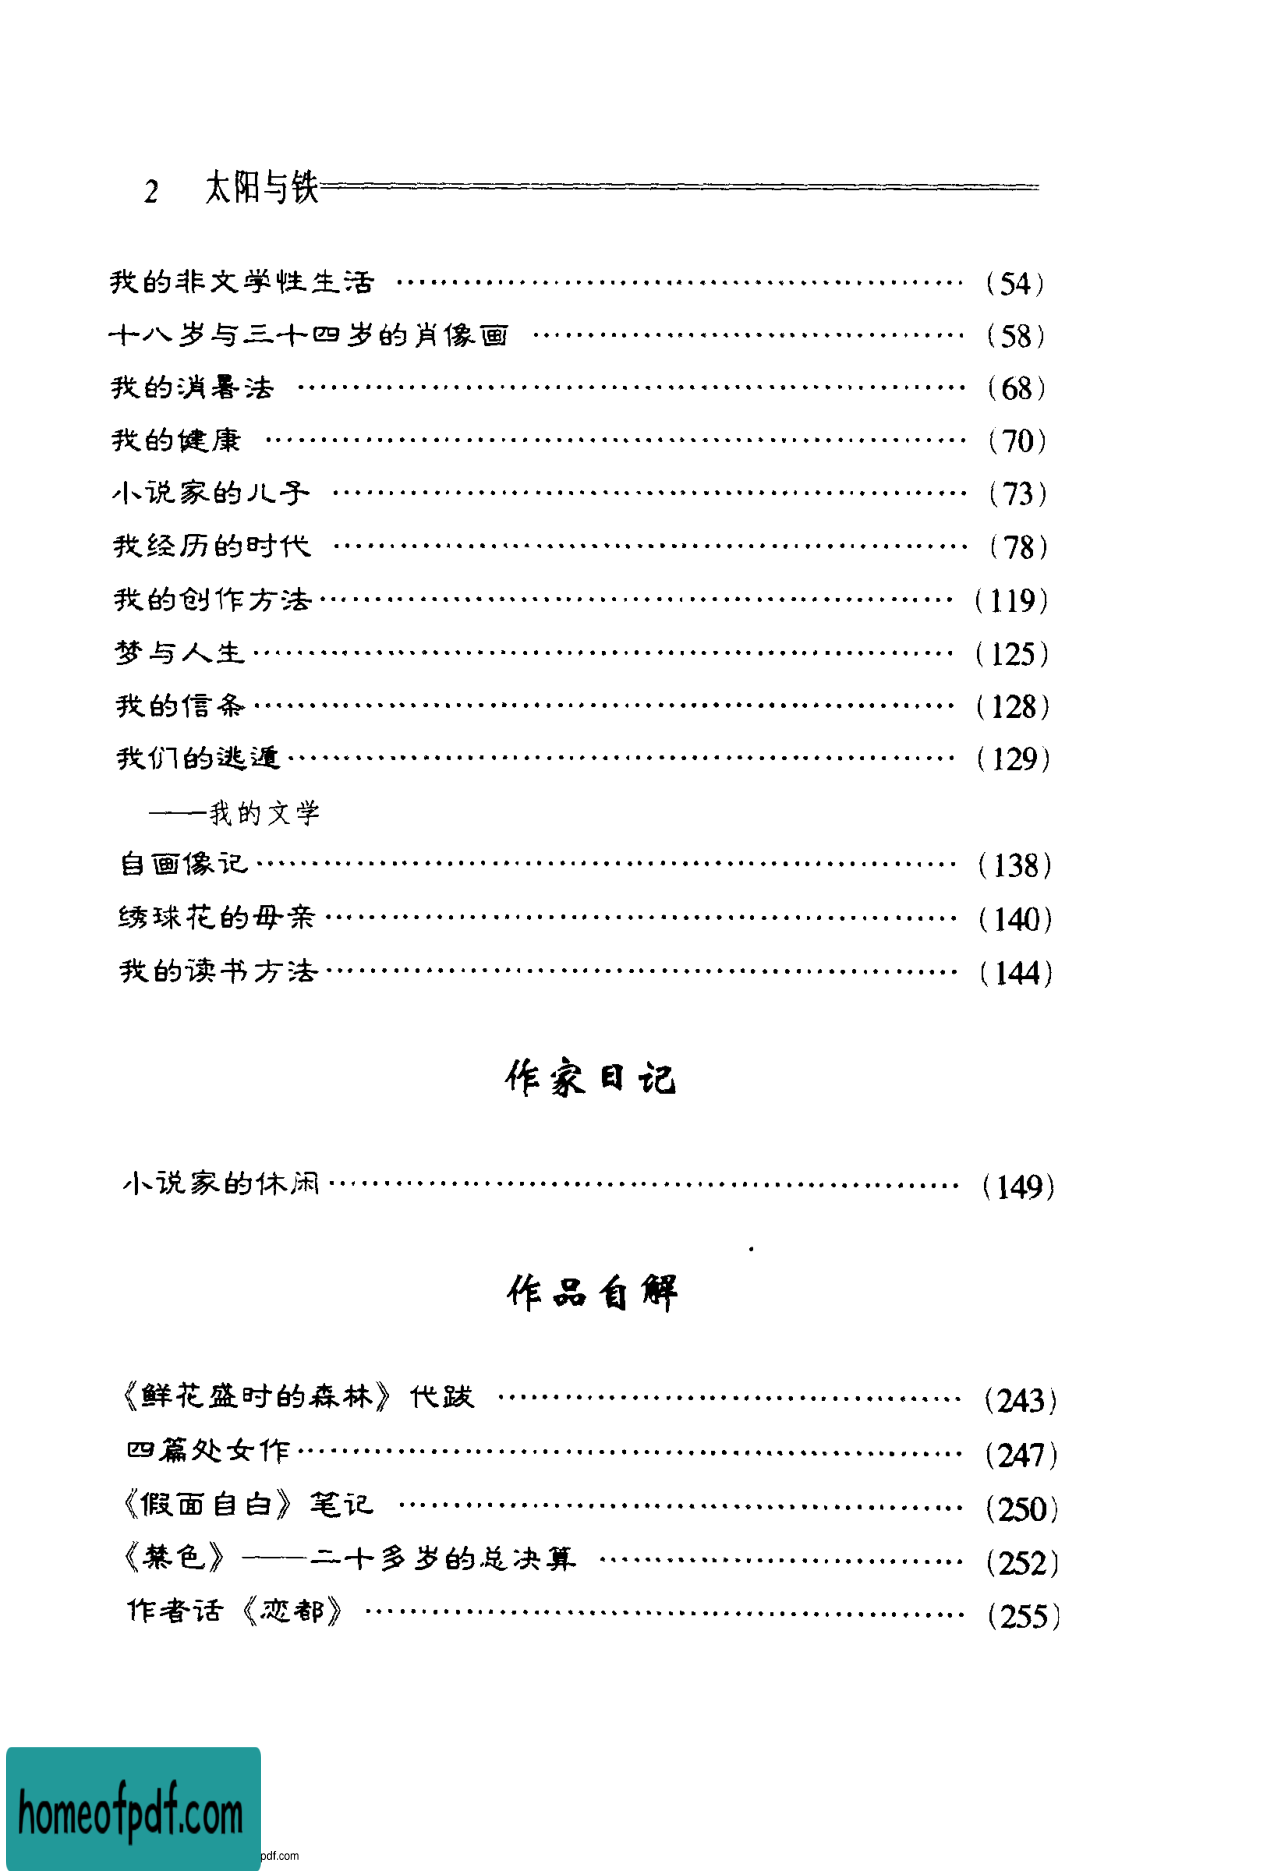 2 太阳与铁
我的非文学性生活 ………………………………………… (54)
十八岁与三十四岁的肖像画 ……………………………… (58)
我的消暑法 ………………………………………………… (68)
我的健康 …………………………………………………… (70)
小说家的儿子 ……………………………………………… (73)
我经历的时代 ……………………………………………… (78)
我的创作方法……………………………………………… (119)
梦与人生…………………………………………………… (125)
我的信条…………………………………………………… (128)
我们的逃遁………………………………………………… (129)
——我的文学
自画像记…………………………………………………… (138)
绣球花的母亲……………………………………………… (140)
我的读书方法……………………………………………… (144)
作家日记
小说家的休闲……………………………………………… (149)
作品自解
《鲜花盛时的森林》代跋 ………………………………… (243)
四篇处女作………………………………………………… (247)
《假面自白》笔记 ………………………………………… (250)
《禁色》——二十多岁的总决算 ………………………… (252)
作者话《恋都》 …………………………………………… (255)
homeofpdf.com
pdf.com